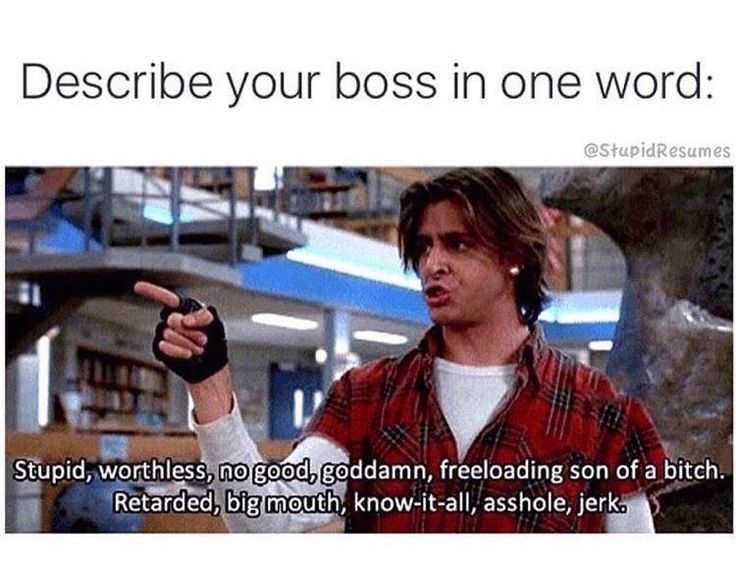 Describe your boss in one word:
@StupidResumes
Stupid, worthless, no good, goddamn, freeloading son of a bitch.
Retarded, big mouth, know-it-all, asshole, jerk.